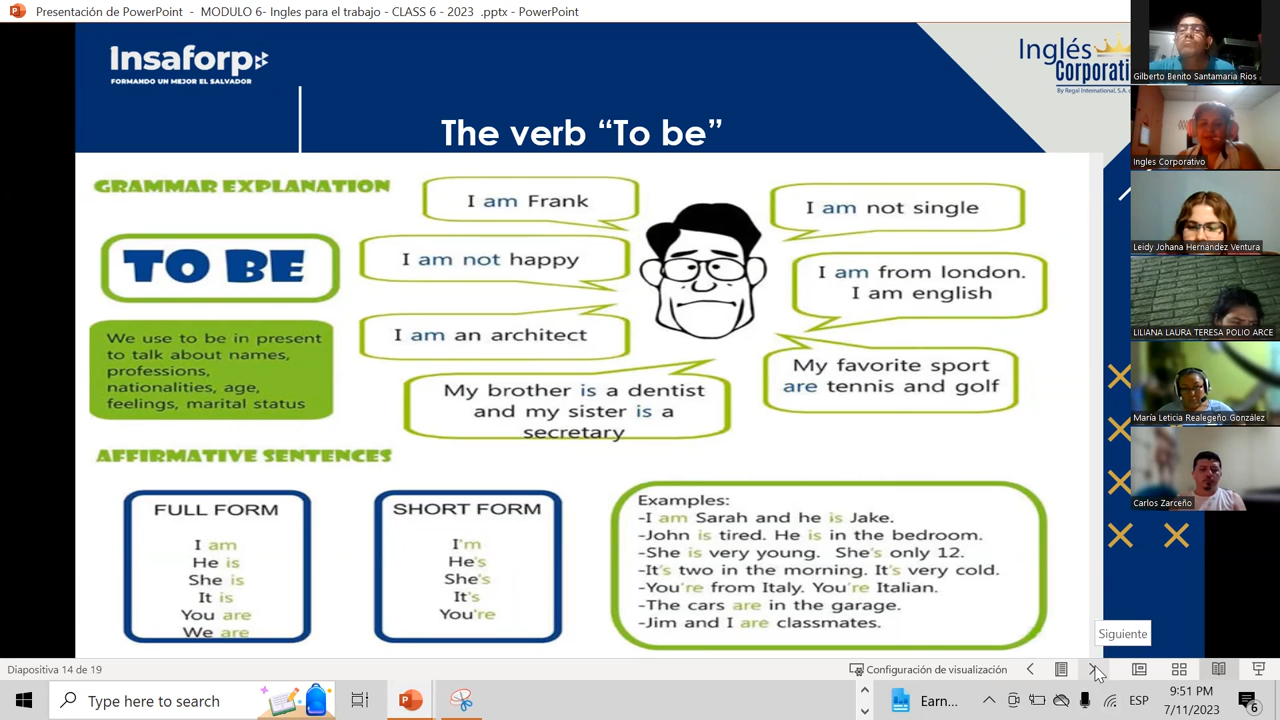 Presentación de PowerPoint - MODULO 6- Ingles para el trabajo - CLASS 6 - 2023 .pptx - PowerPoint
Insaforp
FORMANDO UN MEJOR EL SALVADOR
Inglés
Corporati
By Regal International, S.A.
The verb “To be”
GRAMMAR EXPLANATION
TO BE
We use to be in present
to talk about names,
professions,
nationalities, age,
feelings, marital status
I am Frank
I am not happy
I am an architect
My brother is a dentist
and my sister is a
secretary
I am not single
I am from london.
I am english
My favorite sport
are tennis and golf
AFFIRMATIVE SENTENCES
FULL FORM
I am
He is
She is
It is
You are
We are
SHORT FORM
I'm
He's
She's
It's
You're
Examples:
-I am Sarah and he is Jake.
-John is tired. He is in the bedroom.
-She is very young. She's only 12.
-It's two in the morning. It's very cold.
-You're from Italy. You're Italian.
-The cars are in the garage.
-Jim and I are classmates.
Gilberto Benito Santamaria Rios
Ingles Corporativo
Leidy Johana Hernández Ventura
LILIANA LAURA TERESA POLIO ARCE
María Leticia Realegeño González
Carlos Zarceño
Siguiente
Diapositiva 14 de 19
Configuración de visualización
Type here to search
Earn...
ESP
9:51 PM
7/11/2023
6